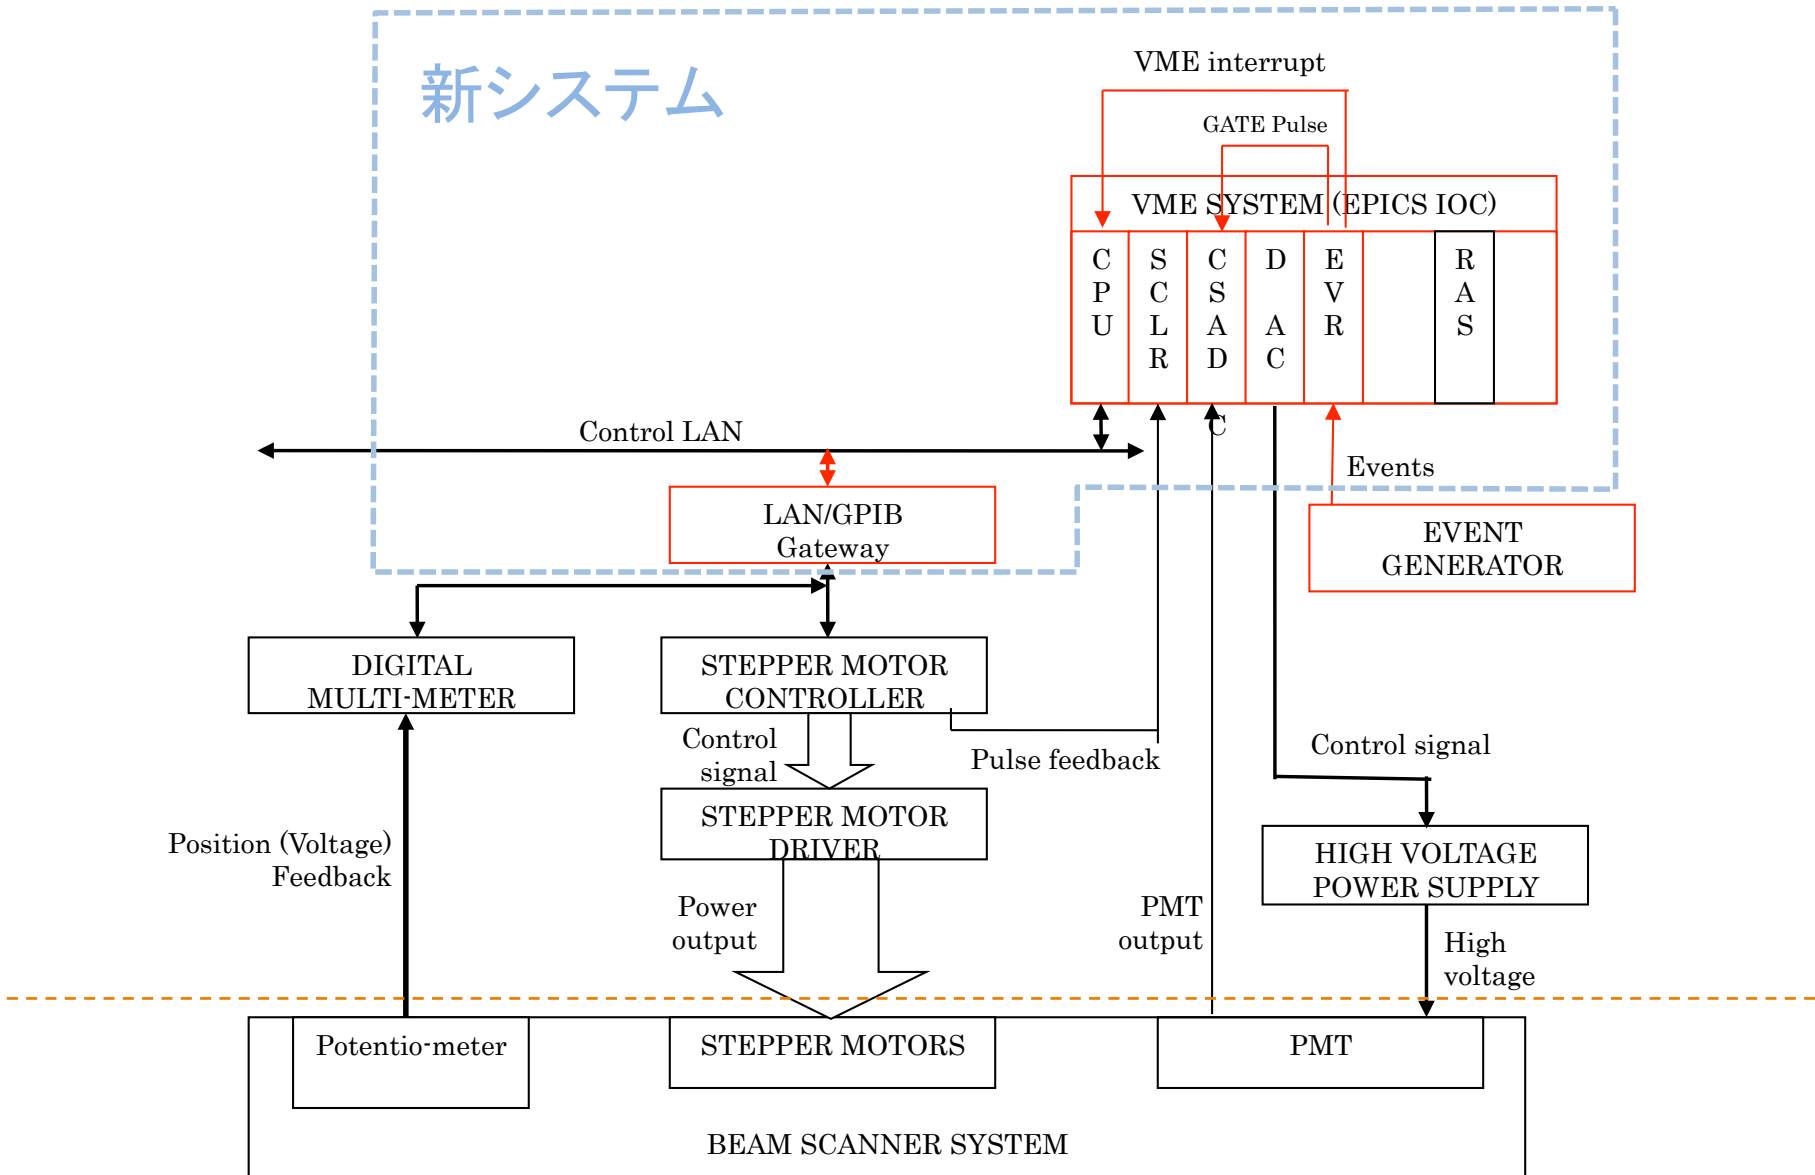 新システム
VME interrupt
GATE Pulse
VME SYSTEM (EPICS IOC)
C
P
U
S
C
L
R
C
S
A
D
C
D
A
C
E
V
R
R
A
S
Control LAN
Events
LAN/GPIB
Gateway
EVENT
GENERATOR
DIGITAL
MULTI-METER
STEPPER MOTOR
CONTROLLER
Control
signal
Pulse feedback
Control signal
STEPPER MOTOR
DRIVER
Position (Voltage)
Feedback
HIGH VOLTAGE
POWER SUPPLY
Power
output
PMT
output
High
voltage
Potentio-meter
STEPPER MOTORS
PMT
BEAM SCANNER SYSTEM